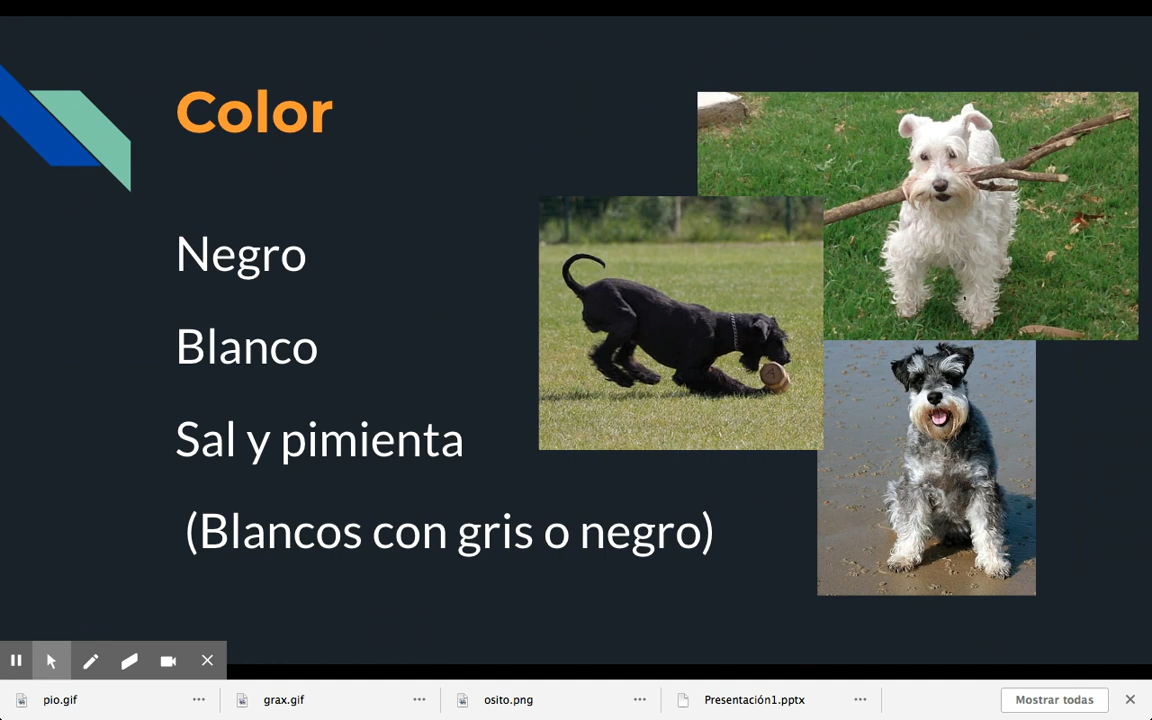 Color
Negro
Blanco
Sal y pimienta
(Blancos con gris o negro)
pio.gif
grax.gif
osito.png
Presentación1.pptx
Mostrar todas